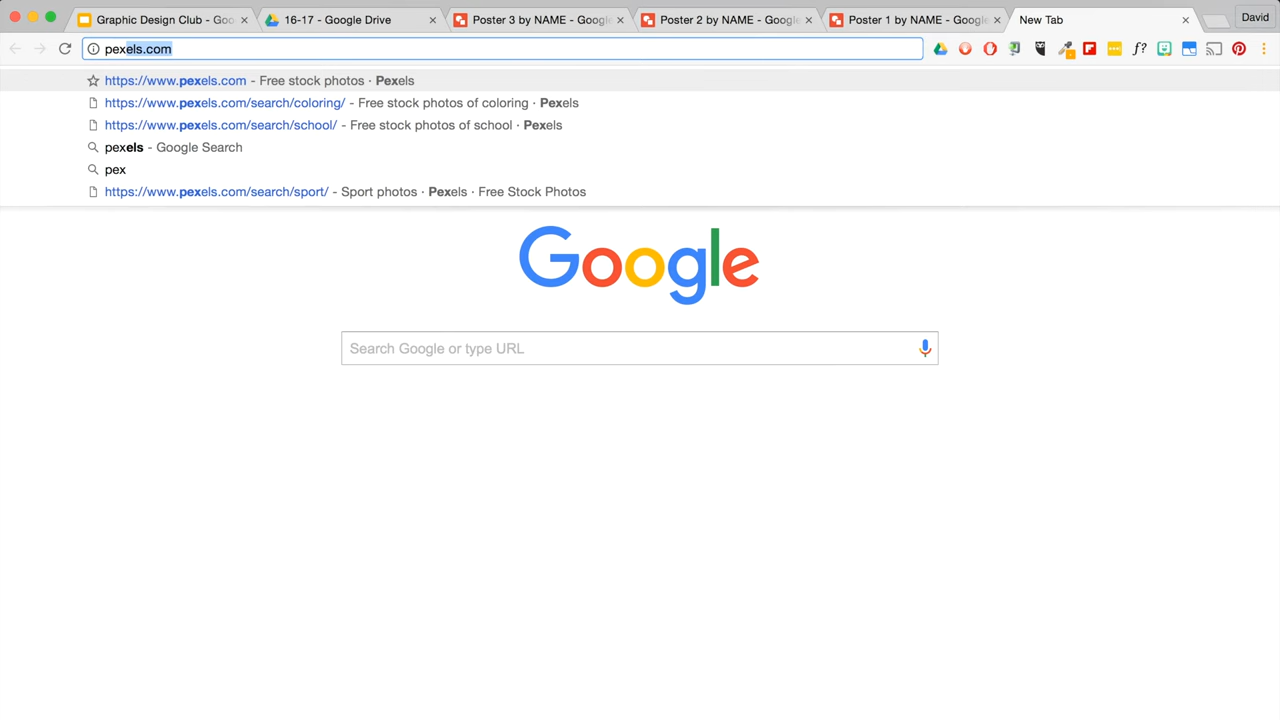 Graphic Design Club - Goo
16-17 - Google Drive
Poster 3 by NAME - Google
Poster 2 by NAME - Google
Poster 1 by NAME - Google
New Tab
David
pexels.com
f?
https://www.pexels.com - Free stock photos · Pexels
https://www.pexels.com/search/coloring/ - Free stock photos of coloring · Pexels
https://www.pexels.com/search/school/ - Free stock photos of school · Pexels
pexels - Google Search
pex
https://www.pexels.com/search/sport/ - Sport photos · Pexels · Free Stock Photos
Google
Search Google or type URL